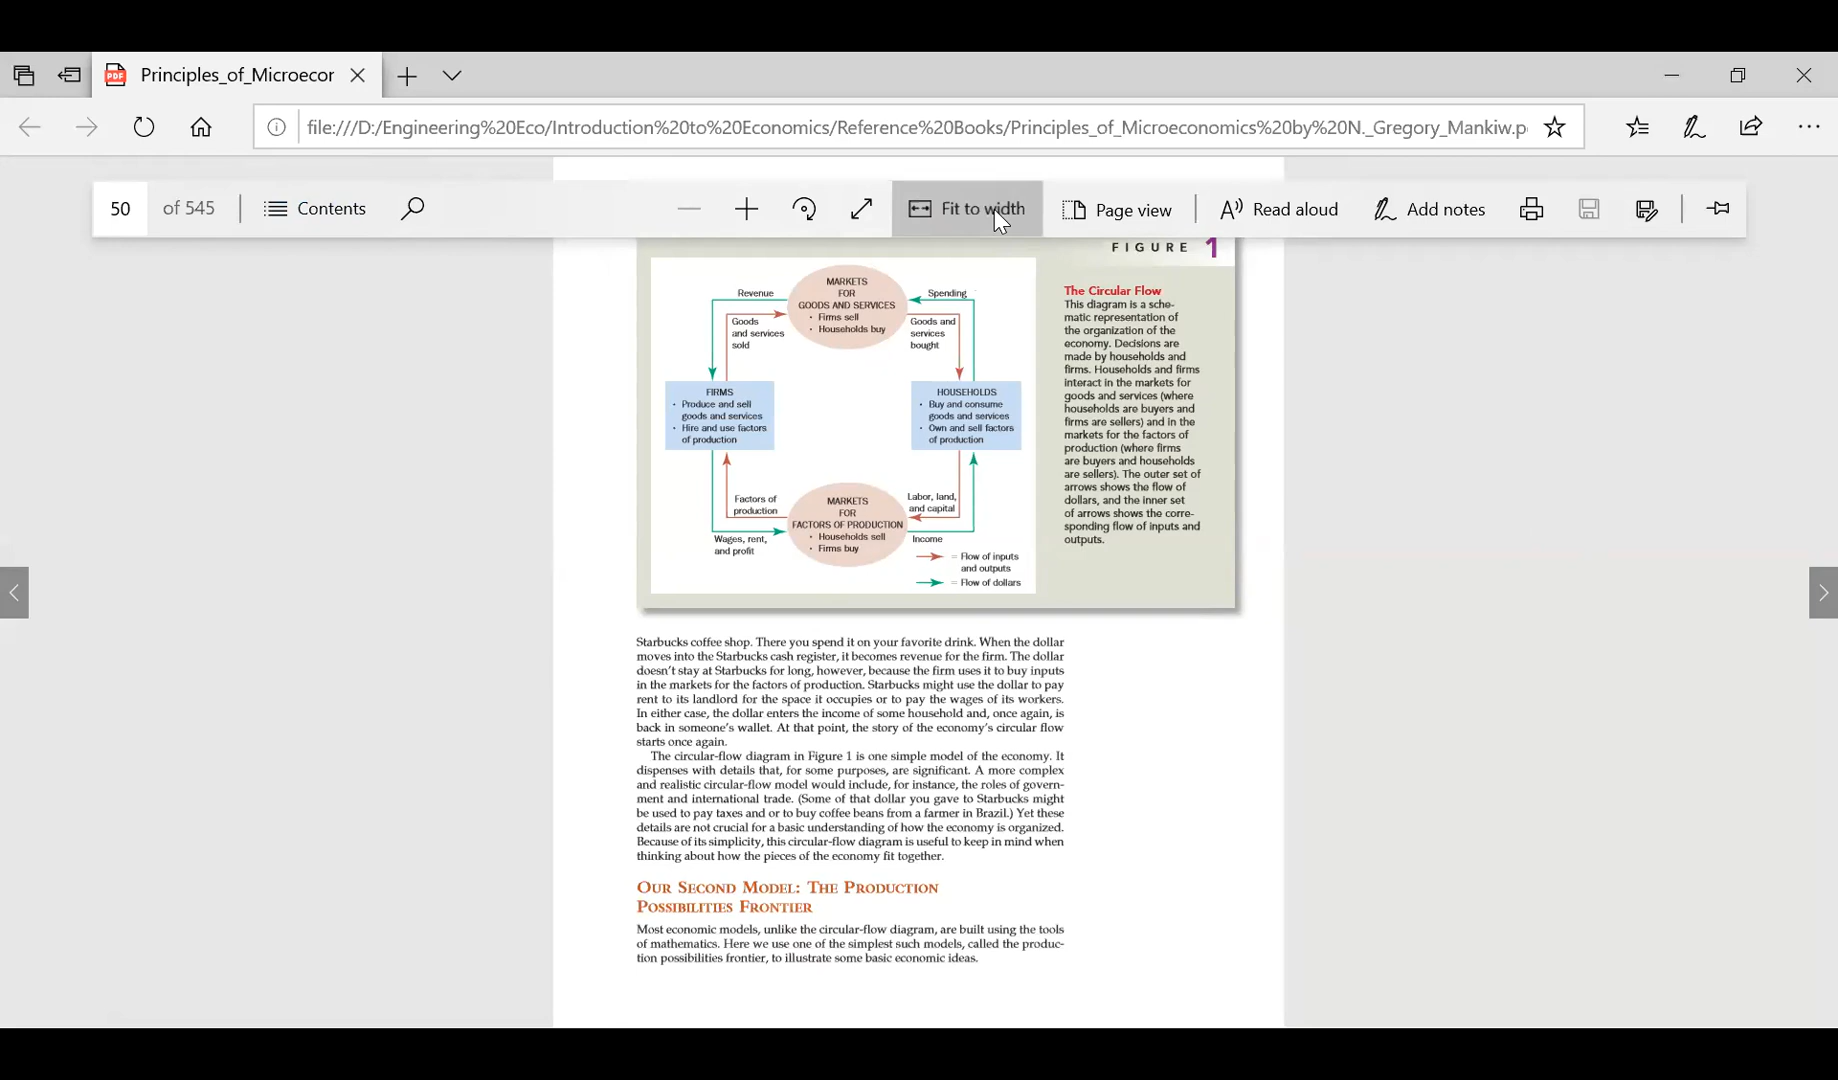 Principles_of_Microecor
file:///D:/Engineering%20Eco/Introduction%20to%20Economics/Reference%20Books/Principles_of_Microeconomics%20by%20N._Gregory_Mankiw.p
50 of 545 Contents Fit to width Page view Read aloud Add notes
FIGURE 1
MARKETS
FOR
GOODS AND SERVICES
• Firms sell
• Households buy
Revenue
Spending
Goods
and services
sold
Goods and
services
bought
FIRMS
• Produce and sell
goods and services
• Hire and use factors
of production
HOUSEHOLDS
• Buy and consume
goods and services
• Own and sell factors
of production
Factors of
production
Labor, land,
and capital
MARKETS
FOR
FACTORS OF PRODUCTION
• Households sell
• Firms buy
Wages, rent,
and profit
Income
= Flow of inputs
and outputs
= Flow of dollars
The Circular Flow
This diagram is a sche-
matic representation of
the organization of the
economy. Decisions are
made by households and
firms. Households and firms
interact in the markets for
goods and services (where
households are buyers and
firms are sellers) and in the
markets for the factors of
production (where firms
are buyers and households
are sellers). The outer set of
arrows shows the flow of
dollars, and the inner set
of arrows shows the corre-
sponding flow of inputs and
outputs.
Starbucks coffee shop. There you spend it on your favorite drink. When the dollar
moves into the Starbucks cash register, it becomes revenue for the firm. The dollar
doesn't stay at Starbucks for long, however, because the firm uses it to buy inputs
in the markets for the factors of production. Starbucks might use the dollar to pay
rent to its landlord for the space it occupies or to pay the wages of its workers.
In either case, the dollar enters the income of some household and, once again, is
back in someone's wallet. At that point, the story of the economy's circular flow
starts once again.
The circular-flow diagram in Figure 1 is one simple model of the economy. It
dispenses with details that, for some purposes, are significant. A more complex
and realistic circular-flow model would include, for instance, the roles of govern-
ment and international trade. (Some of that dollar you gave to Starbucks might
be used to pay taxes and or to buy coffee beans from a farmer in Brazil.) Yet these
details are not crucial for a basic understanding of how the economy is organized.
Because of its simplicity, this circular-flow diagram is useful to keep in mind when
thinking about how the pieces of the economy fit together.
OUR SECOND MODEL: THE PRODUCTION
POSSIBILITIES FRONTIER
Most economic models, unlike the circular-flow diagram, are built using the tools
of mathematics. Here we use one of the simplest such models, called the produc-
tion possibilities frontier, to illustrate some basic economic ideas.